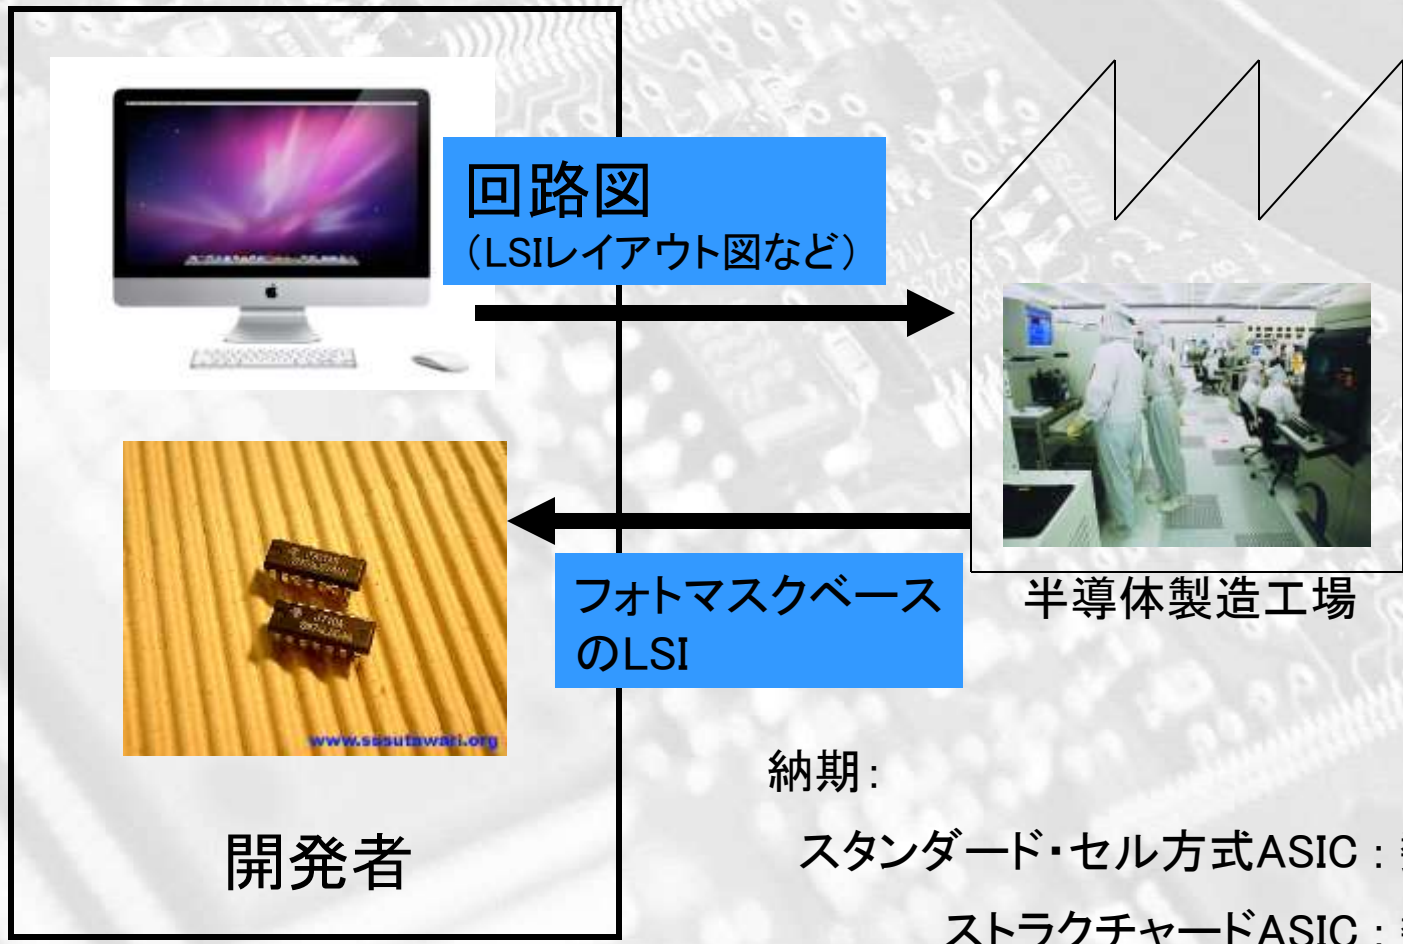 回路図
（LSIレイアウト図など）
フォトマスクベース
のLSI
半導体製造工場
www.sasutawari.org
開発者
納期：
スタンダード・セル方式ASIC：
ストラクチャードASIC：